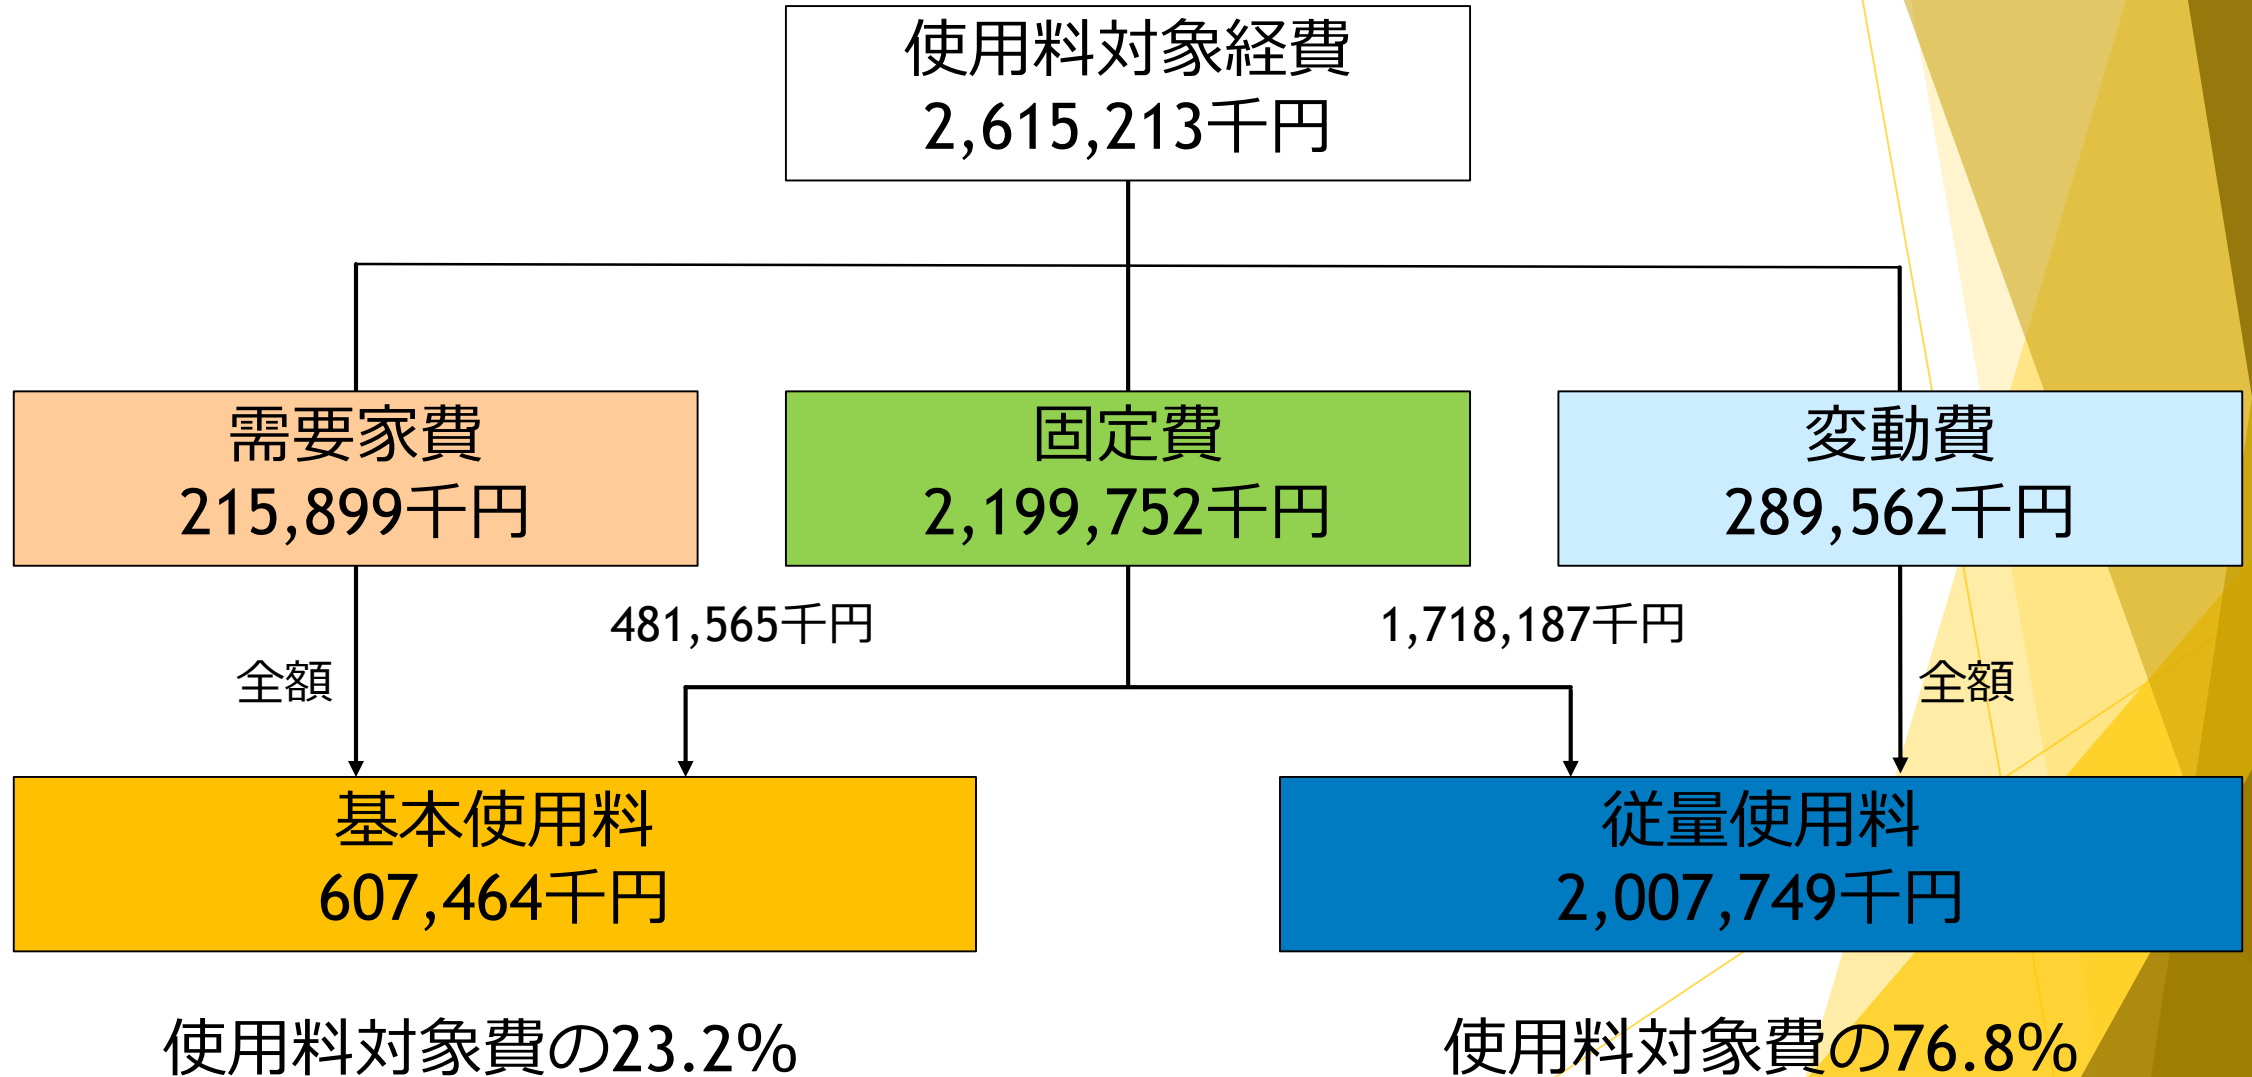 使用料対象経費
2,615,213千円
需要家費
215,899千円
固定費
2,199,752千円
変動費
289,562千円
481,565千円
1,718,187千円
全額
全額
基本使用料
607,464千円
従量使用料
2,007,749千円
使用料対象費の23.2%
使用料対象費の76.8%